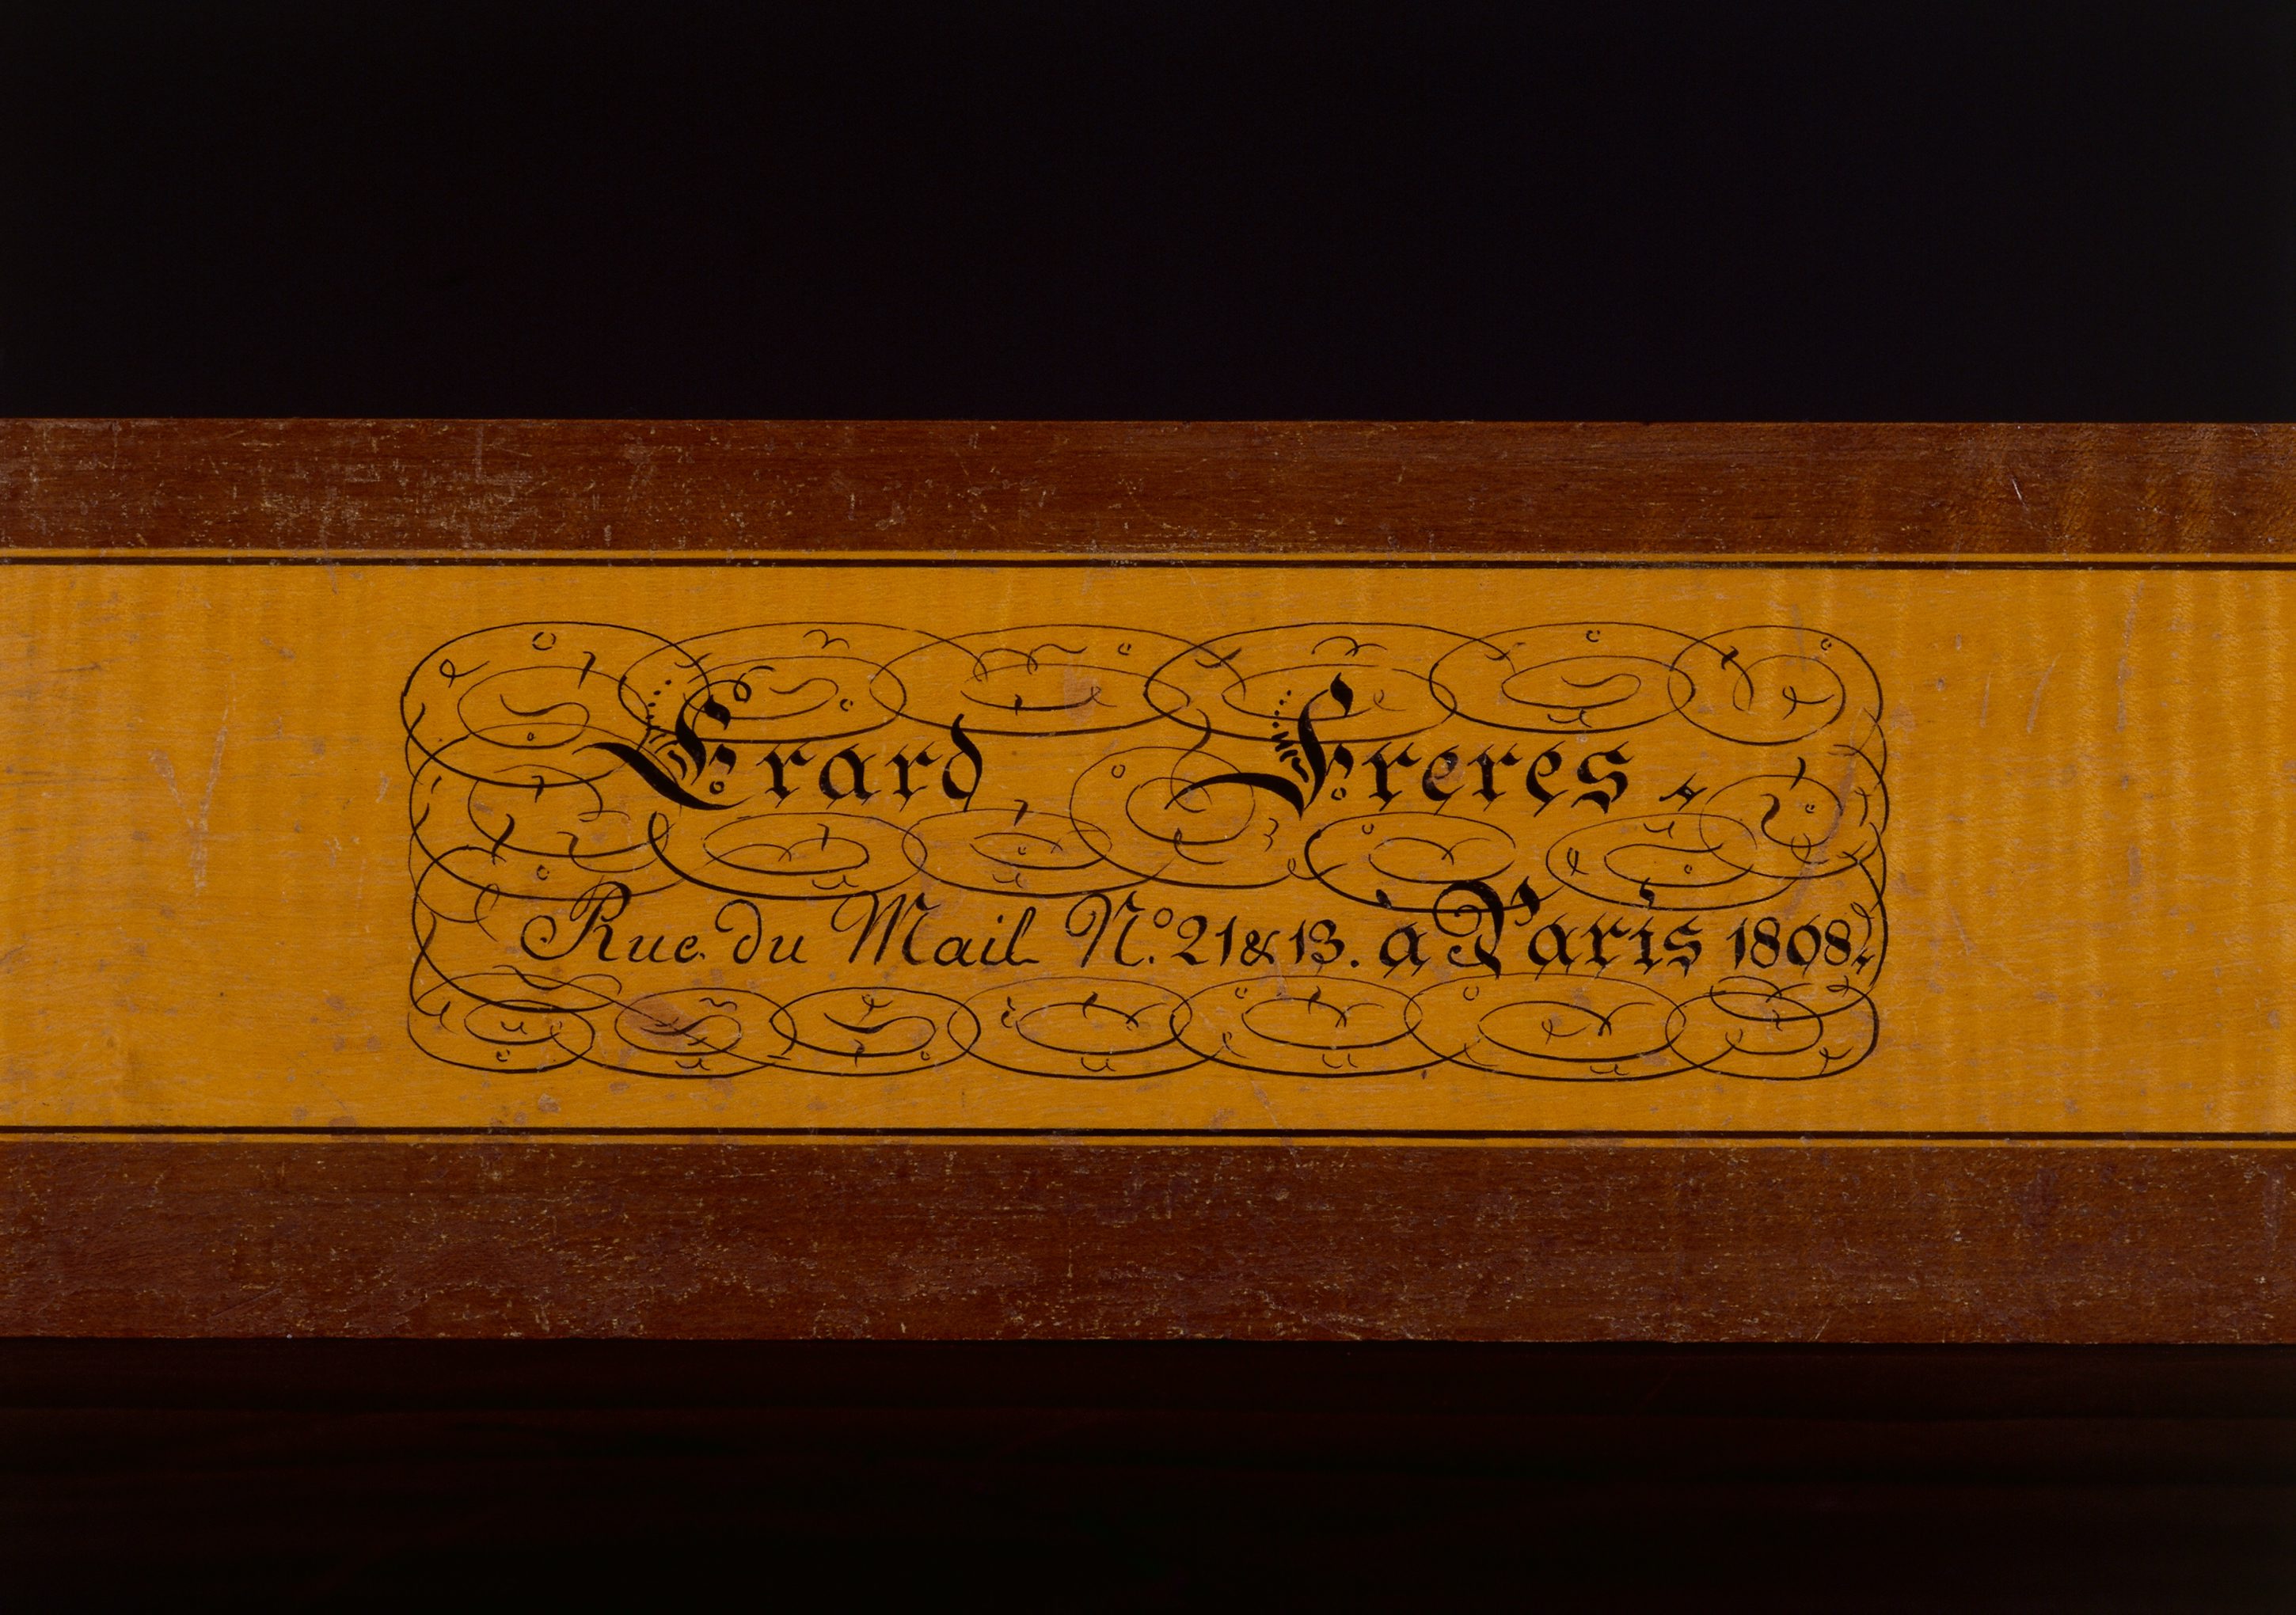 Erard Freres,
Rue du Mail N.º 21 & 13. à Paris 1808.